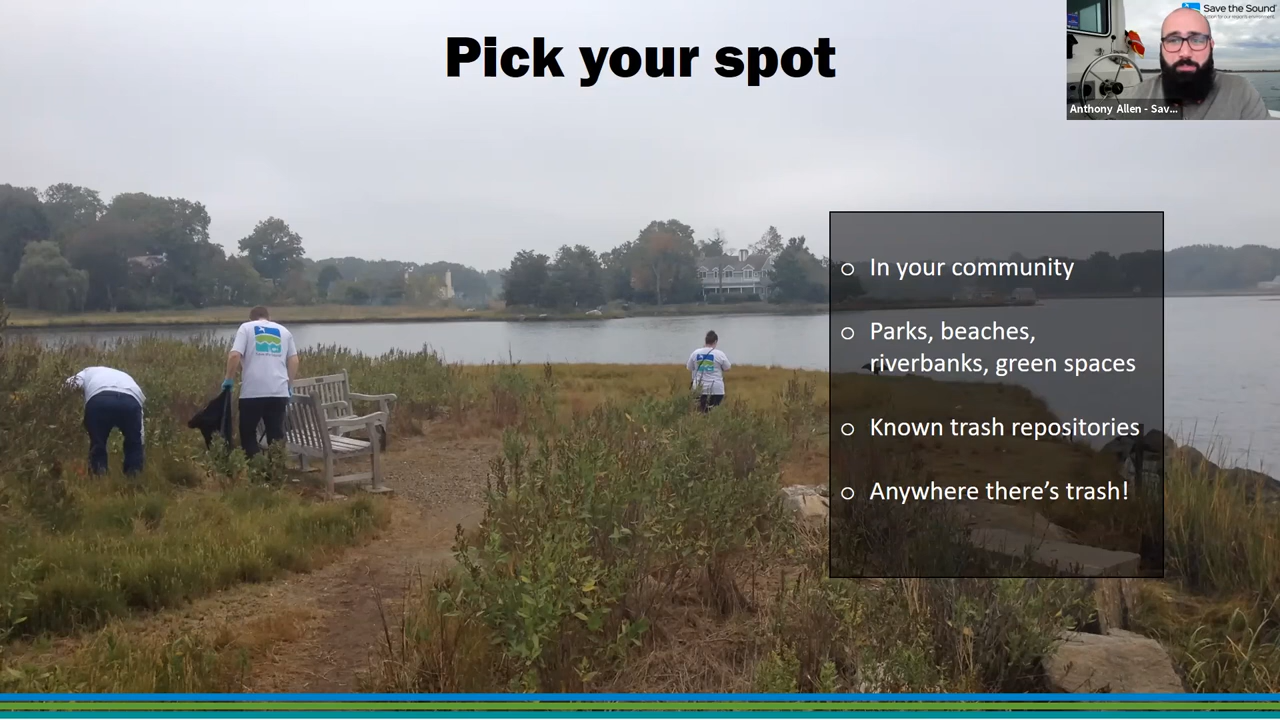 Pick your spot
Save the Sound
Anthony Allen - Sav...
o In your community
o Parks, beaches,
riverbanks, green spaces
o Known trash repositories
o Anywhere there's trash!